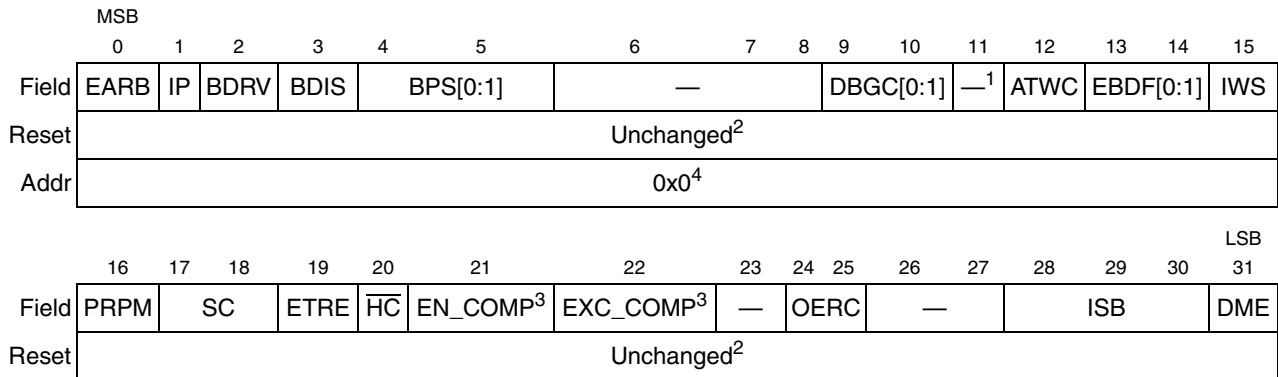 MSB
0 1 2 3 4 5 6 7 8 9 10 11 12 13 14 15
Field EARB IP BDRV BDIS BPS[0:1] — DBGC[0:1] —1 ATWC EBDF[0:1] IWS
Reset Unchanged2
Addr 0x04
LSB
16 17 18 19 20 21 22 23 24 25 26 27 28 29 30 31
Field PRPM SC ETRE HC EN_COMP3 EXC_COMP3 — OERC — ISB DME
Reset Unchanged2